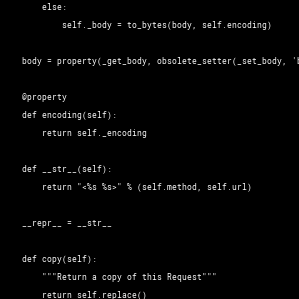 else:
self._body = to_bytes(body, self.encoding)
body = property(_get_body, obsolete_setter(_set_body, 'b
@property
def encoding(self):
return self._encoding
def __str__(self):
return "<%s %s>" % (self.method, self.url)
__repr__ = __str__
def copy(self):
"""Return a copy of this Request"""
return self.replace()